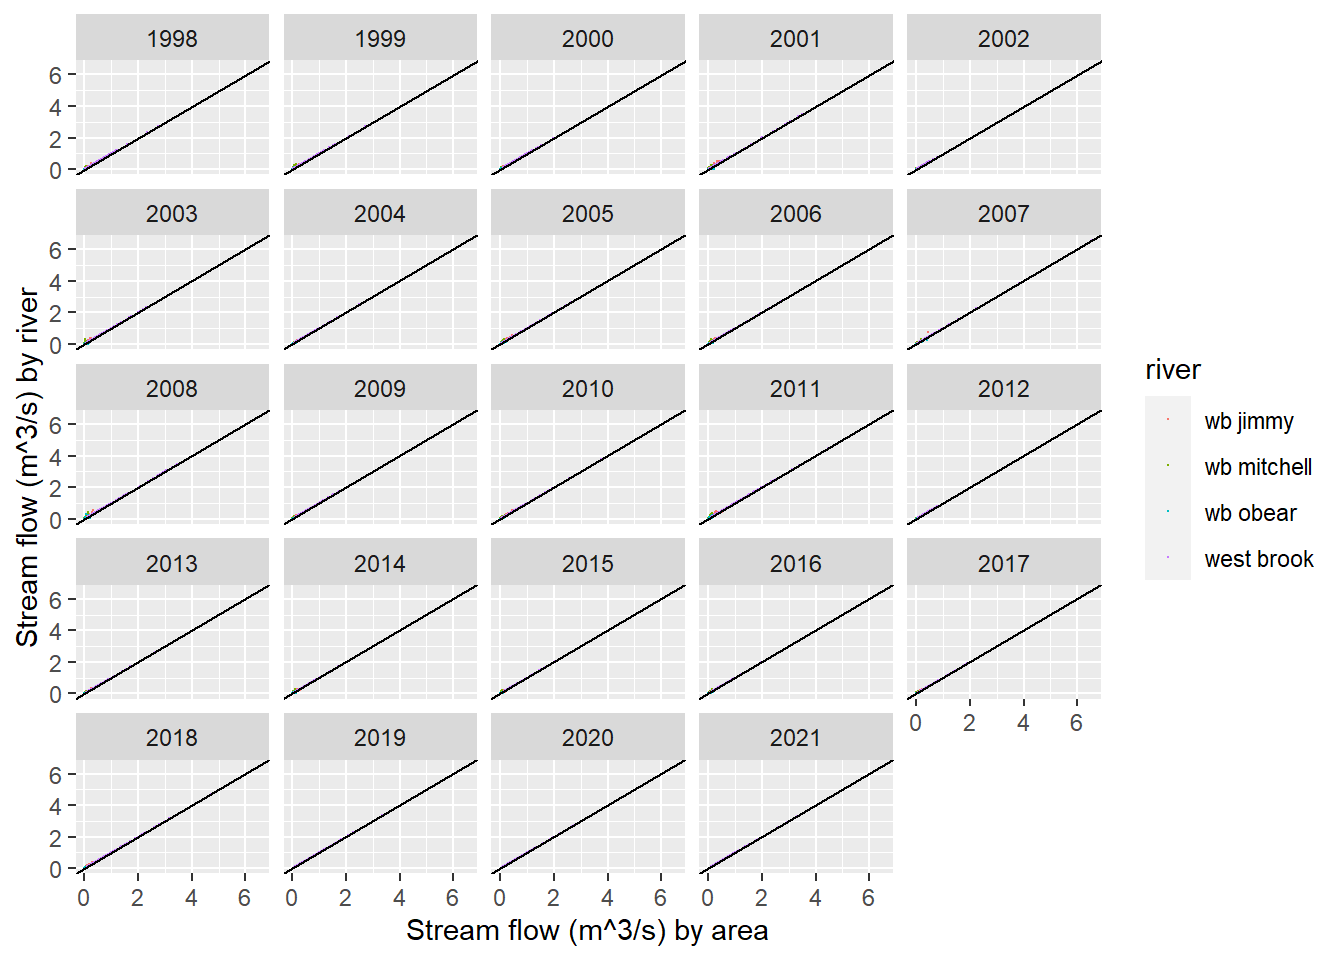 1998 1999 2000 2001 2002
6
4
2
0
2003 2004 2005 2006 2007
6
4
2
0
2008 2009 2010 2011 2012
6
4
2
0
2013 2014 2015 2016 2017
6
4
2
0
0 2 4 6
2018 2019 2020 2021
6
4
2
0
0 2 4 6 0 2 4 6 0 2 4 6 0 2 4 6
Stream flow (m^3/s) by area
Stream flow (m^3/s) by river
river
wb jimmy
wb mitchell
wb obear
west brook